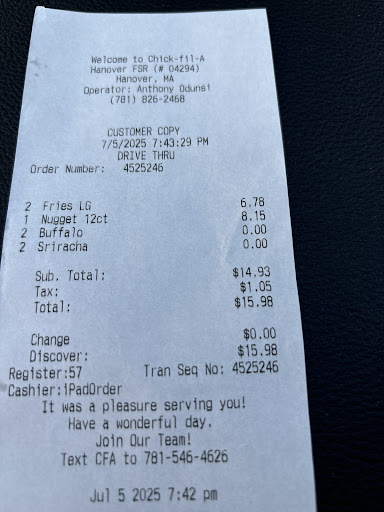 Welcome to Chick-fil-A
Hanover FSR (# 04294)
Hanover, MA
Operator: Anthony Odunsi
(781) 826-2468
CUSTOMER COPY
7/5/2025 7:43:29 PM
DRIVE THRU
Order Number: 4525246
2 Fries LG 6.78
1 Nugget 12ct 8.15
2 Buffalo 0.00
2 Sriracha 0.00
Sub. Total: $14.93
Tax: $1.05
Total: $15.98
Change $0.00
Discover: $15.98
Register:57 Tran Seq No: 4525246
Cashier:iPadOrder
It was a pleasure serving you!
Have a wonderful day.
Join Our Team!
Text CFA to 781-546-4626
Jul 5 2025 7:42 pm